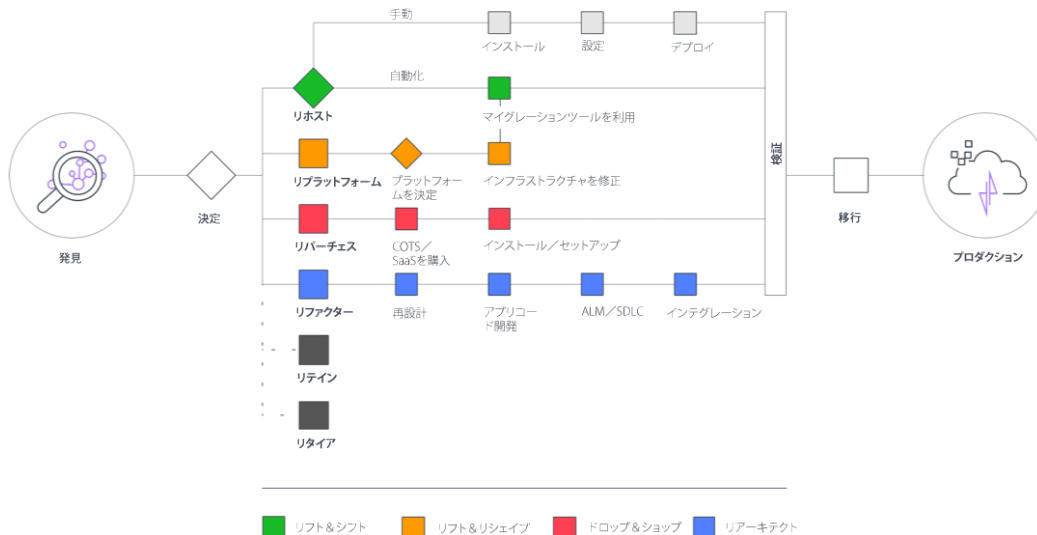 手動
インストール
設定
デプロイ
自動化
リホスト
マイグレーションツールを利用
検証
発見
決定
リプラットフォーム
プラットフォー
ムを決定
インフラストラクチャを修正
移行
プロダクション
リパーチェス
COTS／
SaaSを購入
インストール／セットアップ
リファクター
再設計
アプリコー
ド開発
ALM／SDLC
インテグレーション
リテイン
リタイア
リフト＆シフト
リフト＆リシェイプ
ドロップ＆ショップ
リアーキテクト